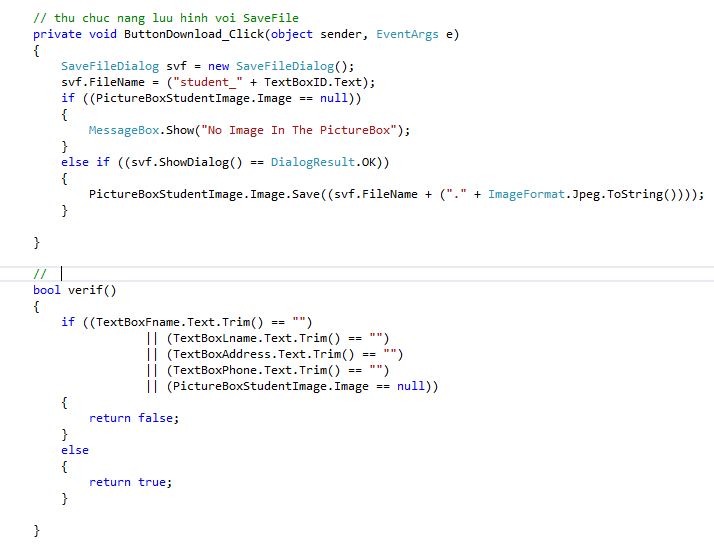 // thu chuc nang luu hinh voi SaveFile
private void ButtonDownload_Click(object sender, EventArgs e)
{
SaveFileDialog svf = new SaveFileDialog();
svf.FileName = ("student_" + TextBoxID.Text);
if ((PictureBoxStudentImage.Image == null))
{
MessageBox.Show("No Image In The PictureBox");
}
else if ((svf.ShowDialog() == DialogResult.OK))
{
PictureBoxStudentImage.Image.Save((svf.FileName + ("." + ImageFormat.Jpeg.ToString())));
}
}
//
bool verif()
{
if ((TextBoxFname.Text.Trim() == "")
|| (TextBoxLname.Text.Trim() == "")
|| (TextBoxAddress.Text.Trim() == "")
|| (TextBoxPhone.Text.Trim() == "")
|| (PictureBoxStudentImage.Image == null))
{
return false;
}
else
{
return true;
}
}